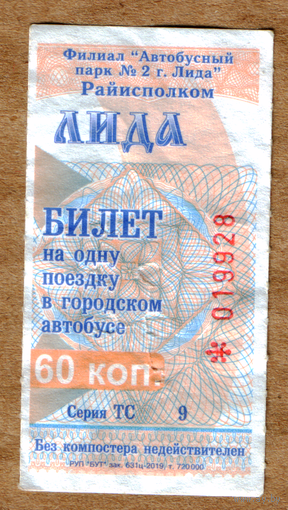 Филиал "Автобусный
парк № 2 г. Лида"
Райисполком
ЛИДА
БИЛЕТ
на одну
поездку
в городском
автобусе
* 019928
60 коп.
Серия ТС 9
Без компостера недействителен
РУП "БУТ" зак. 631ц-2019 г. 720 000